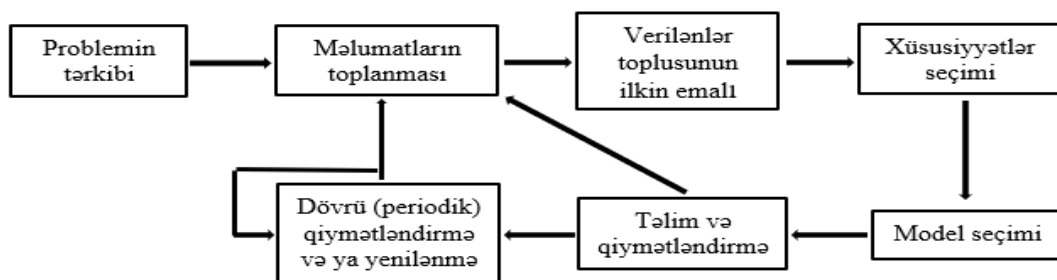 Problemin
tərkibi
Məlumatların
toplanması
Verilənlər
toplusunun
ilkin emalı
Xüsusiyyətlər
seçimi
Dövrü (periodik)
qiymətləndirmə
və ya yenilənmə
Təlim və
qiymətləndirmə
Model seçimi